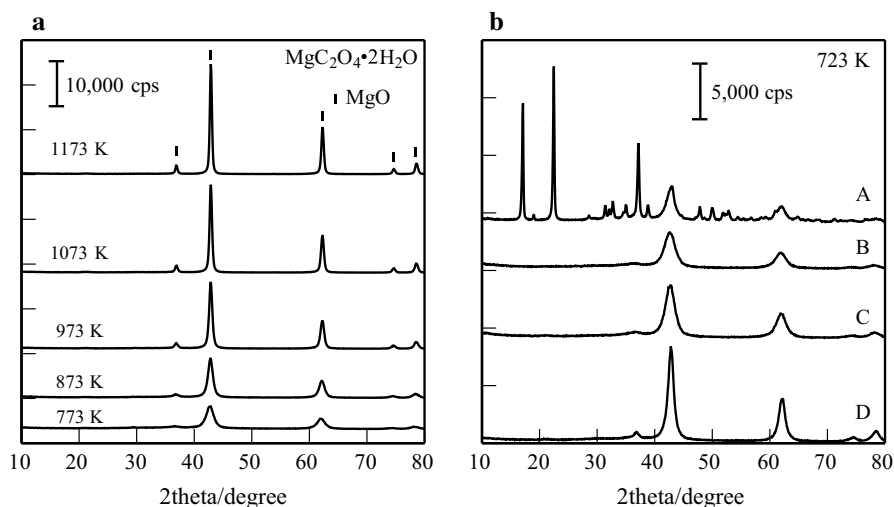 a
MgC₂O₄•2H₂O
10,000 cps
MgO
1173 K
1073 K
973 K
873 K
773 K
10 20 30 40 50 60 70 80
2theta/degree
b
723 K
5,000 cps
A
B
C
D
10 20 30 40 50 60 70 80
2theta/degree